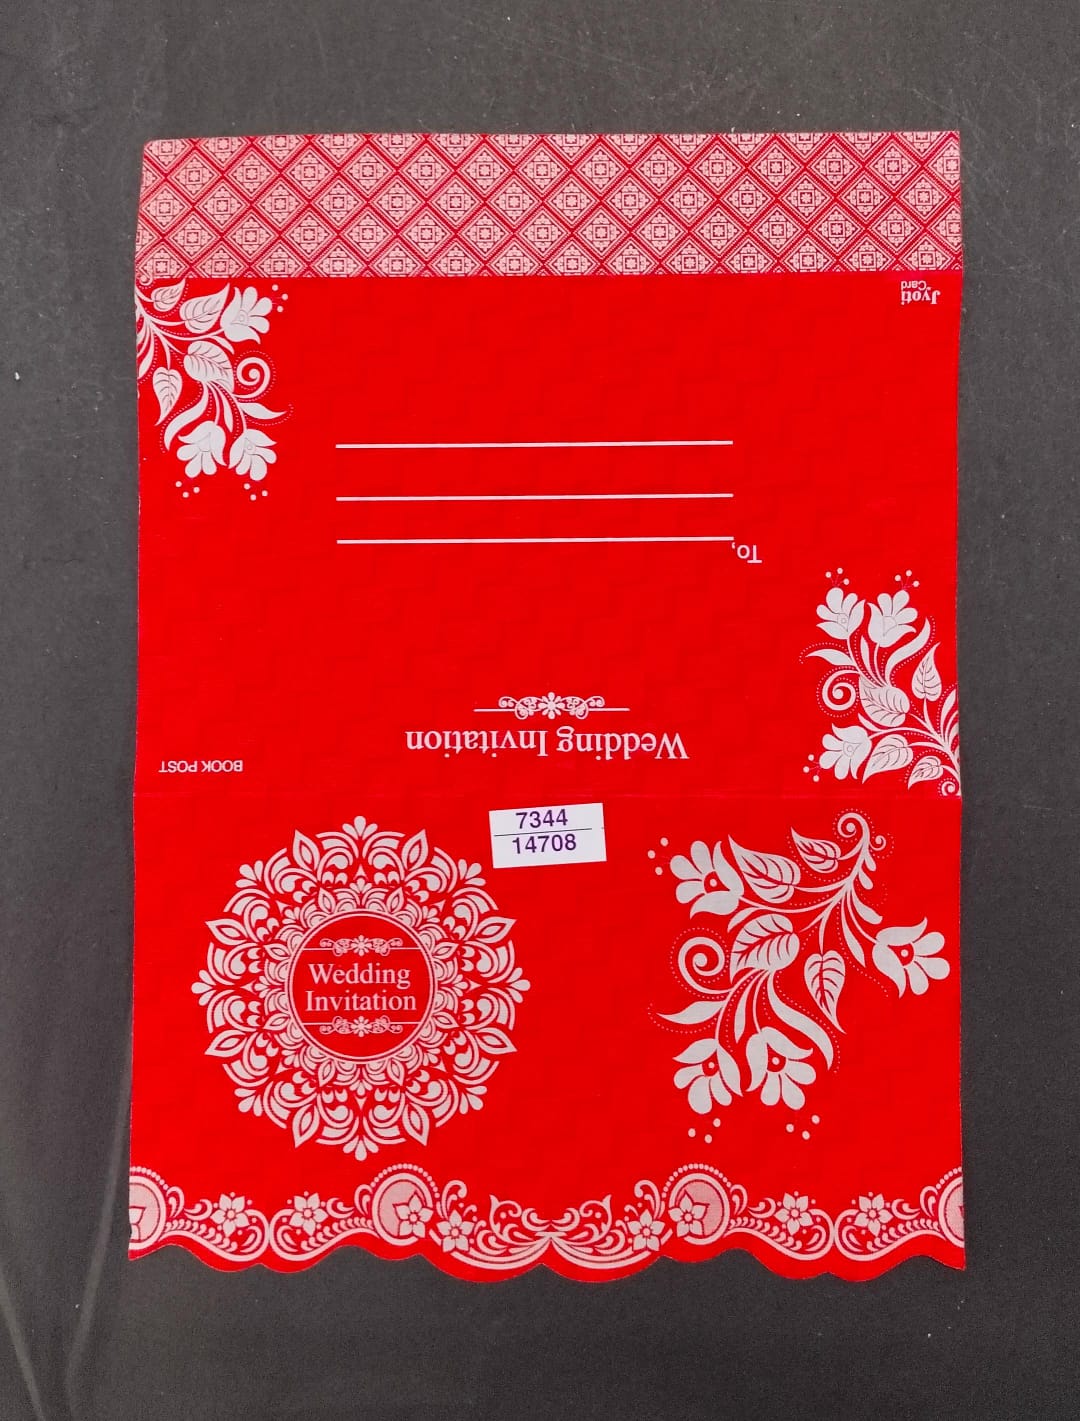 Jyoti
Card
To,
Wedding Invitation
BOOK POST
7344
14708
Wedding
Invitation